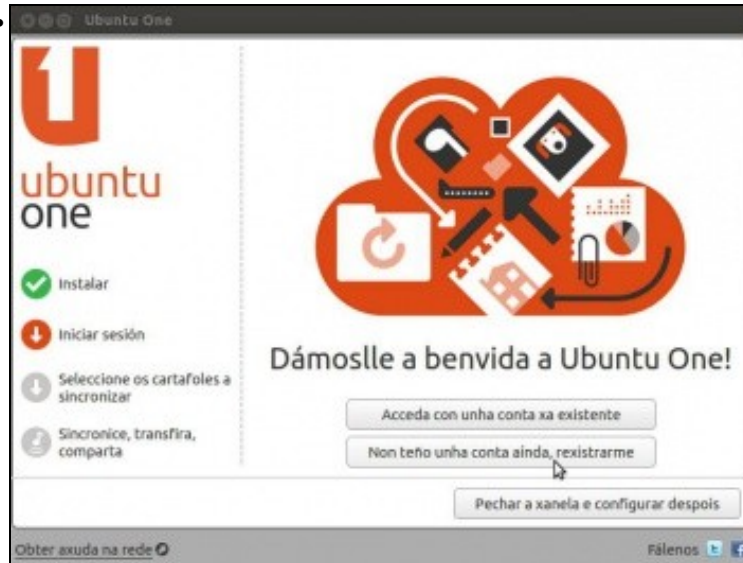 Ubuntu One
ubuntu
one
Instalar
Iniciar sesión
Seleccione os cartafoles a
sincronizar
Sincronice, transfira,
comparta
Dámoslle a benvida a Ubuntu One!
Acceda con unha conta xa existente
Non teño unha conta aínda, rexistrarme
Pechar a xanela e configurar despois
Obter axuda na rede
Fálenos